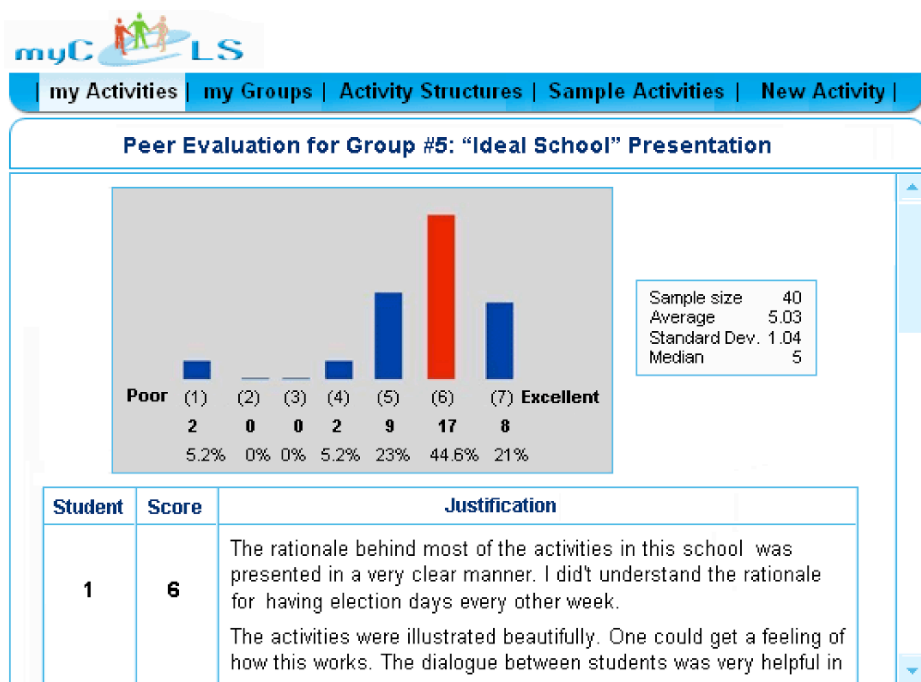 myC LS
| my Activities | my Groups | Activity Structures | Sample Activities | New Activity |
Peer Evaluation for Group #5: “Ideal School” Presentation
Sample size 40
Average 5.03
Standard Dev. 1.04
Median 5
Poor (1) (2) (3) (4) (5) (6) (7) Excellent
2 0 0 2 9 17 8
5.2% 0% 0% 5.2% 23% 44.6% 21%
Student Score Justification
1 6
The rationale behind most of the activities in this school was
presented in a very clear manner. I did't understand the rationale
for having election days every other week.
The activities were illustrated beautifully. One could get a feeling of
how this works. The dialogue between students was very helpful in